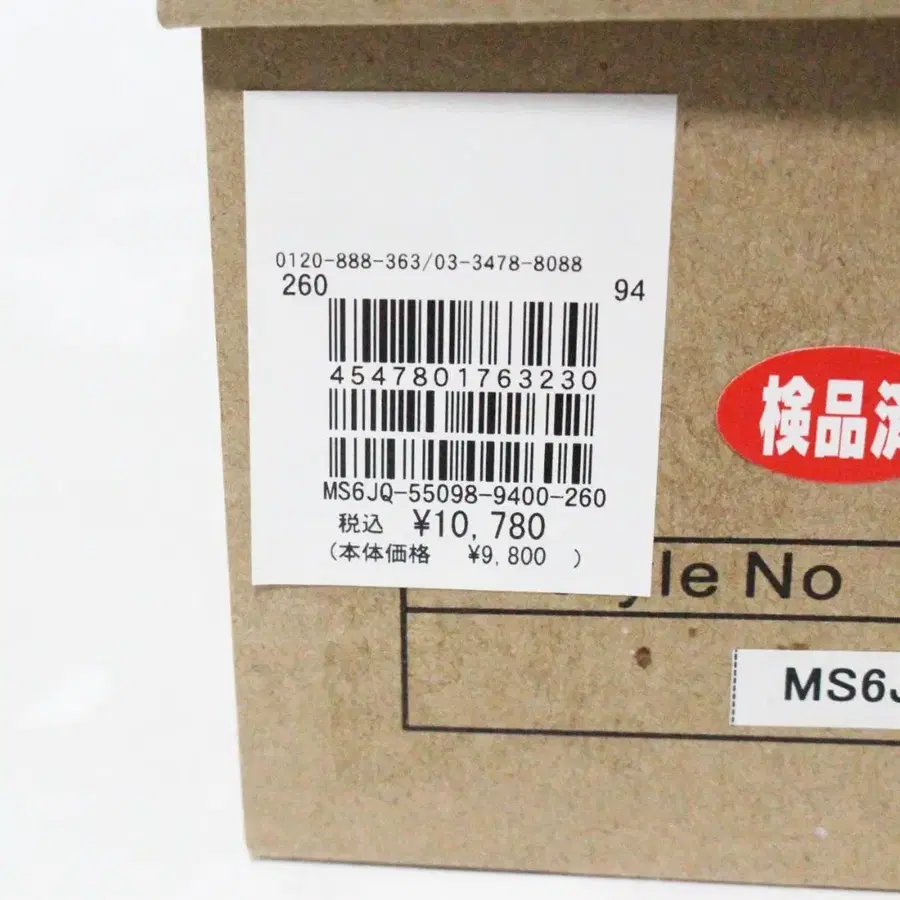 0120-888-363/03-3478-8088
260 94
4547801763230
MS6JQ-55098-9400-260
税込 ¥10,780
(本体価格 ¥9,800 )
検品済
yle No
MS6J